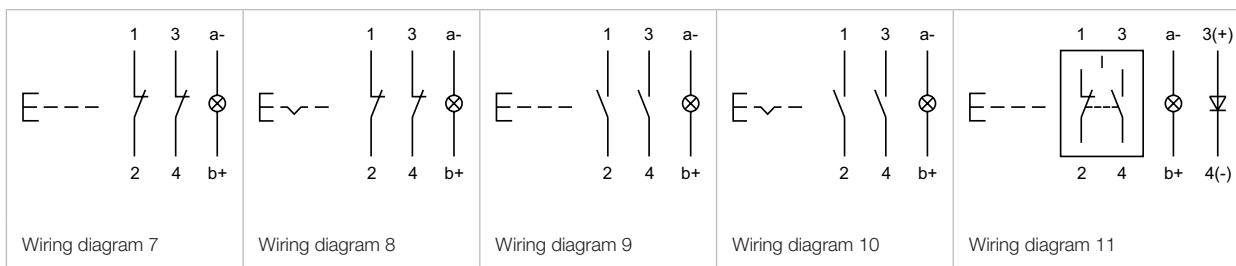 1 3 a-
2 4 b+
Wiring diagram 7
1 3 a-
2 4 b+
Wiring diagram 8
1 3 a-
2 4 b+
Wiring diagram 9
1 3 a-
2 4 b+
Wiring diagram 10
1 3 a- 3(+)
2 4 b+ 4(-)
Wiring diagram 11